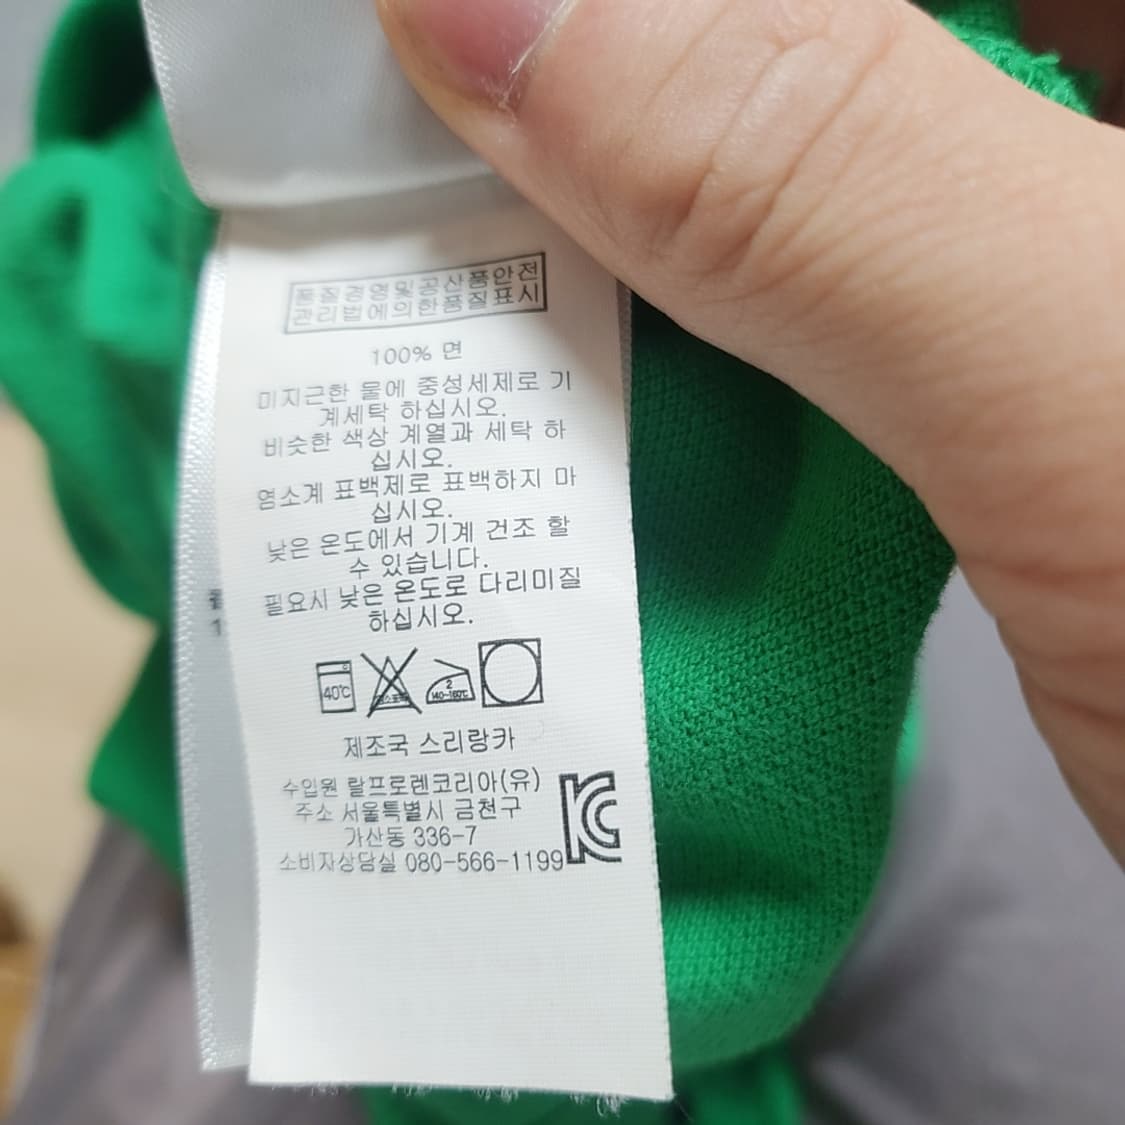 품질경영및공산품안전
관리법에의한품질표시
100% 면
미지근한 물에 중성세제로 기
계세탁 하십시오.
비슷한 색상 계열과 세탁 하
십시오.
염소계 표백제로 표백하지 마
십시오.
낮은 온도에서 기계 건조 할
수 있습니다.
필요시 낮은 온도로 다리미질
하십시오.
40℃
2
140~160℃
제조국 스리랑카
수입원 랄프로렌코리아(유)
주소 서울특별시 금천구
가산동 336-7
소비자상담실 080-566-1199
KC